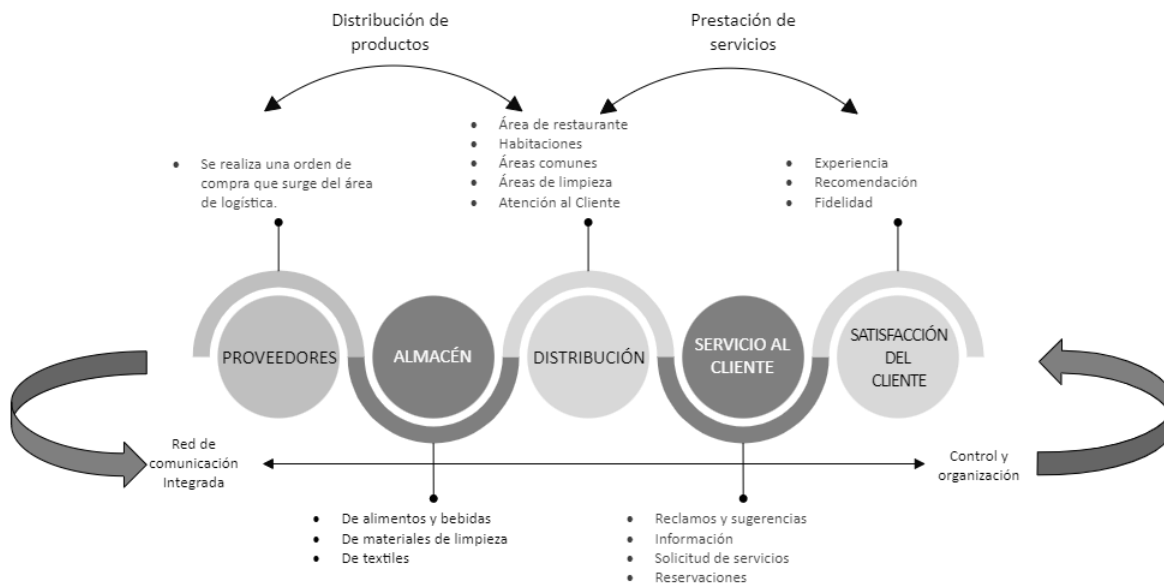 Distribución de
productos
Prestación de
servicios
• Se realiza una orden de
compra que surge del área
de logística.
• Área de restaurante
• Habitaciones
• Áreas comunes
• Áreas de limpieza
• Atención al Cliente
• Experiencia
• Recomendación
• Fidelidad
PROVEEDORES
ALMACÉN
DISTRIBUCIÓN
SERVICIO AL
CLIENTE
SATISFACCIÓN
DEL
CLIENTE
Red de
comunicación
Integrada
Control y
organización
• De alimentos y bebidas
• De materiales de limpieza
• De textiles
• Reclamos y sugerencias
• Información
• Solicitud de servicios
• Reservaciones